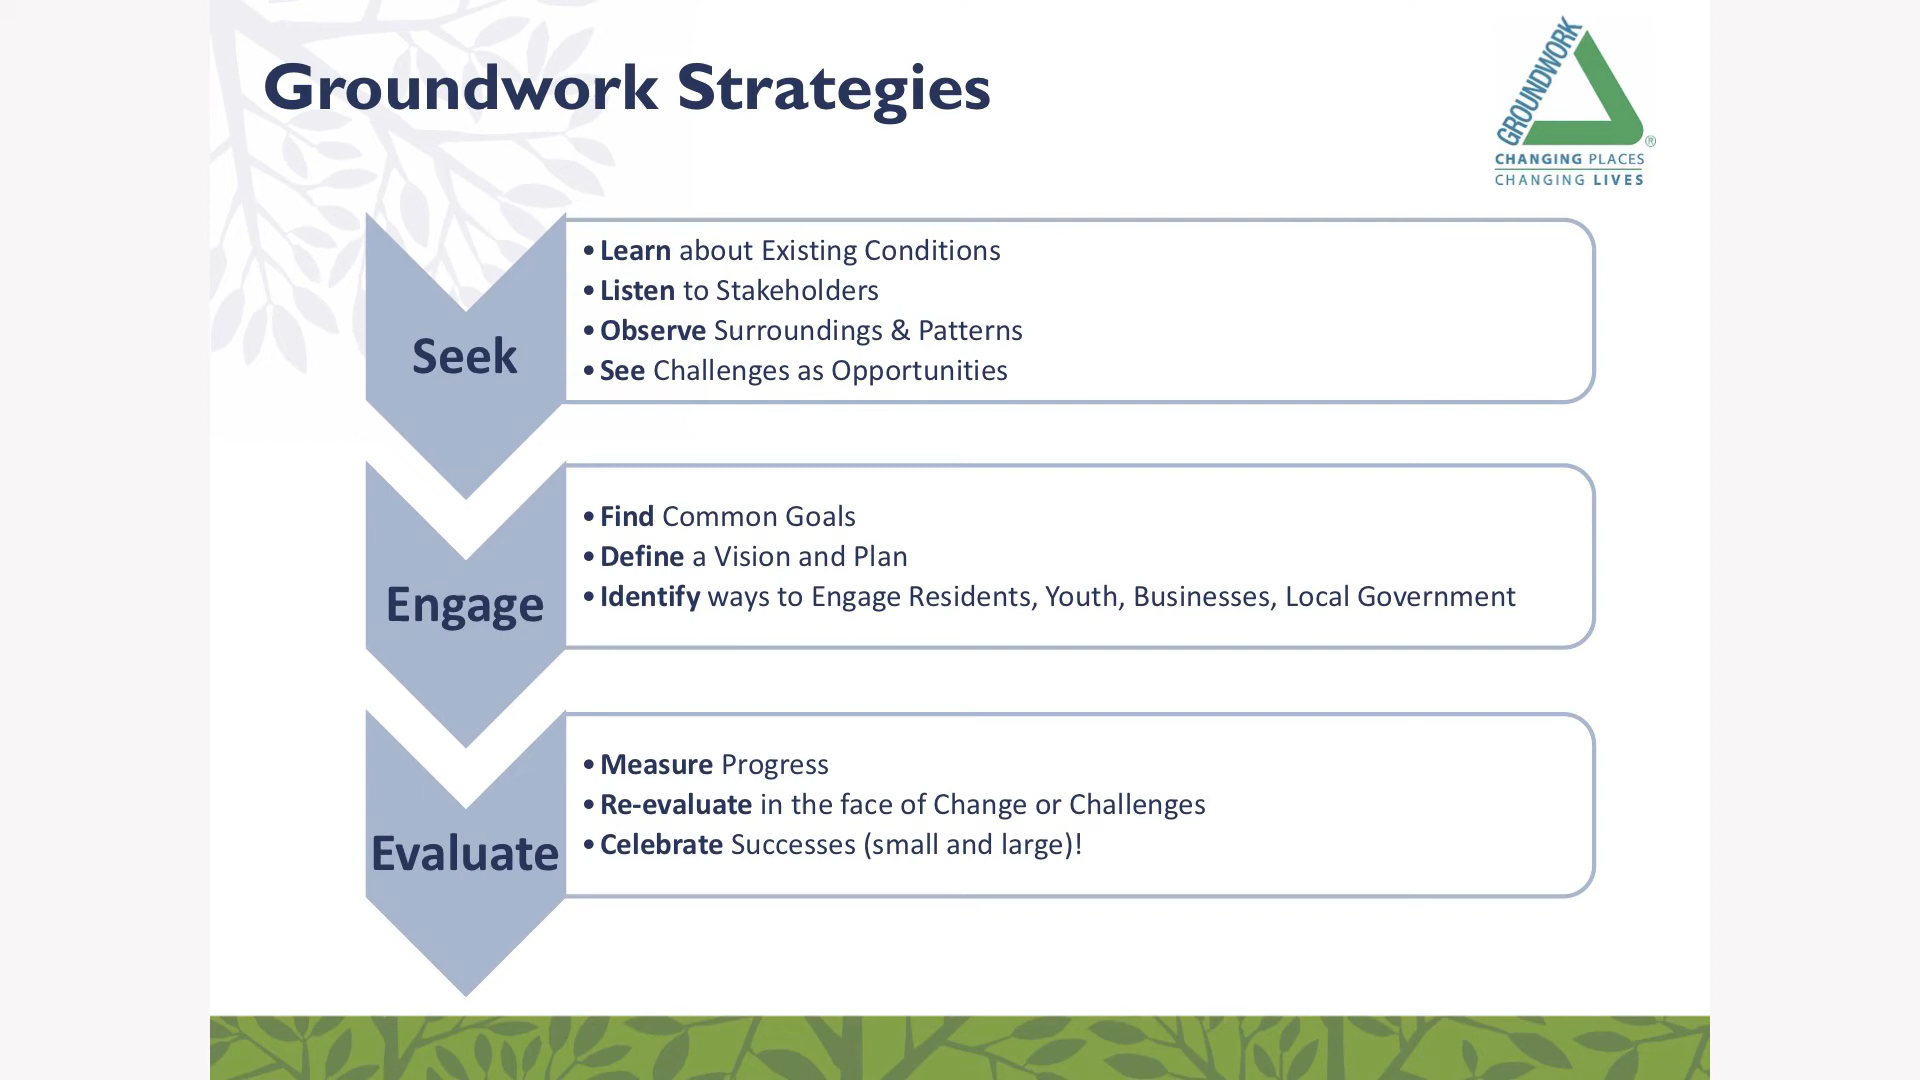 Groundwork Strategies
GROUNDWORK
®
CHANGING PLACES
CHANGING LIVES
Seek
• Learn about Existing Conditions
• Listen to Stakeholders
• Observe Surroundings & Patterns
• See Challenges as Opportunities
Engage
• Find Common Goals
• Define a Vision and Plan
• Identify ways to Engage Residents, Youth, Businesses, Local Government
Evaluate
• Measure Progress
• Re-evaluate in the face of Change or Challenges
• Celebrate Successes (small and large)!